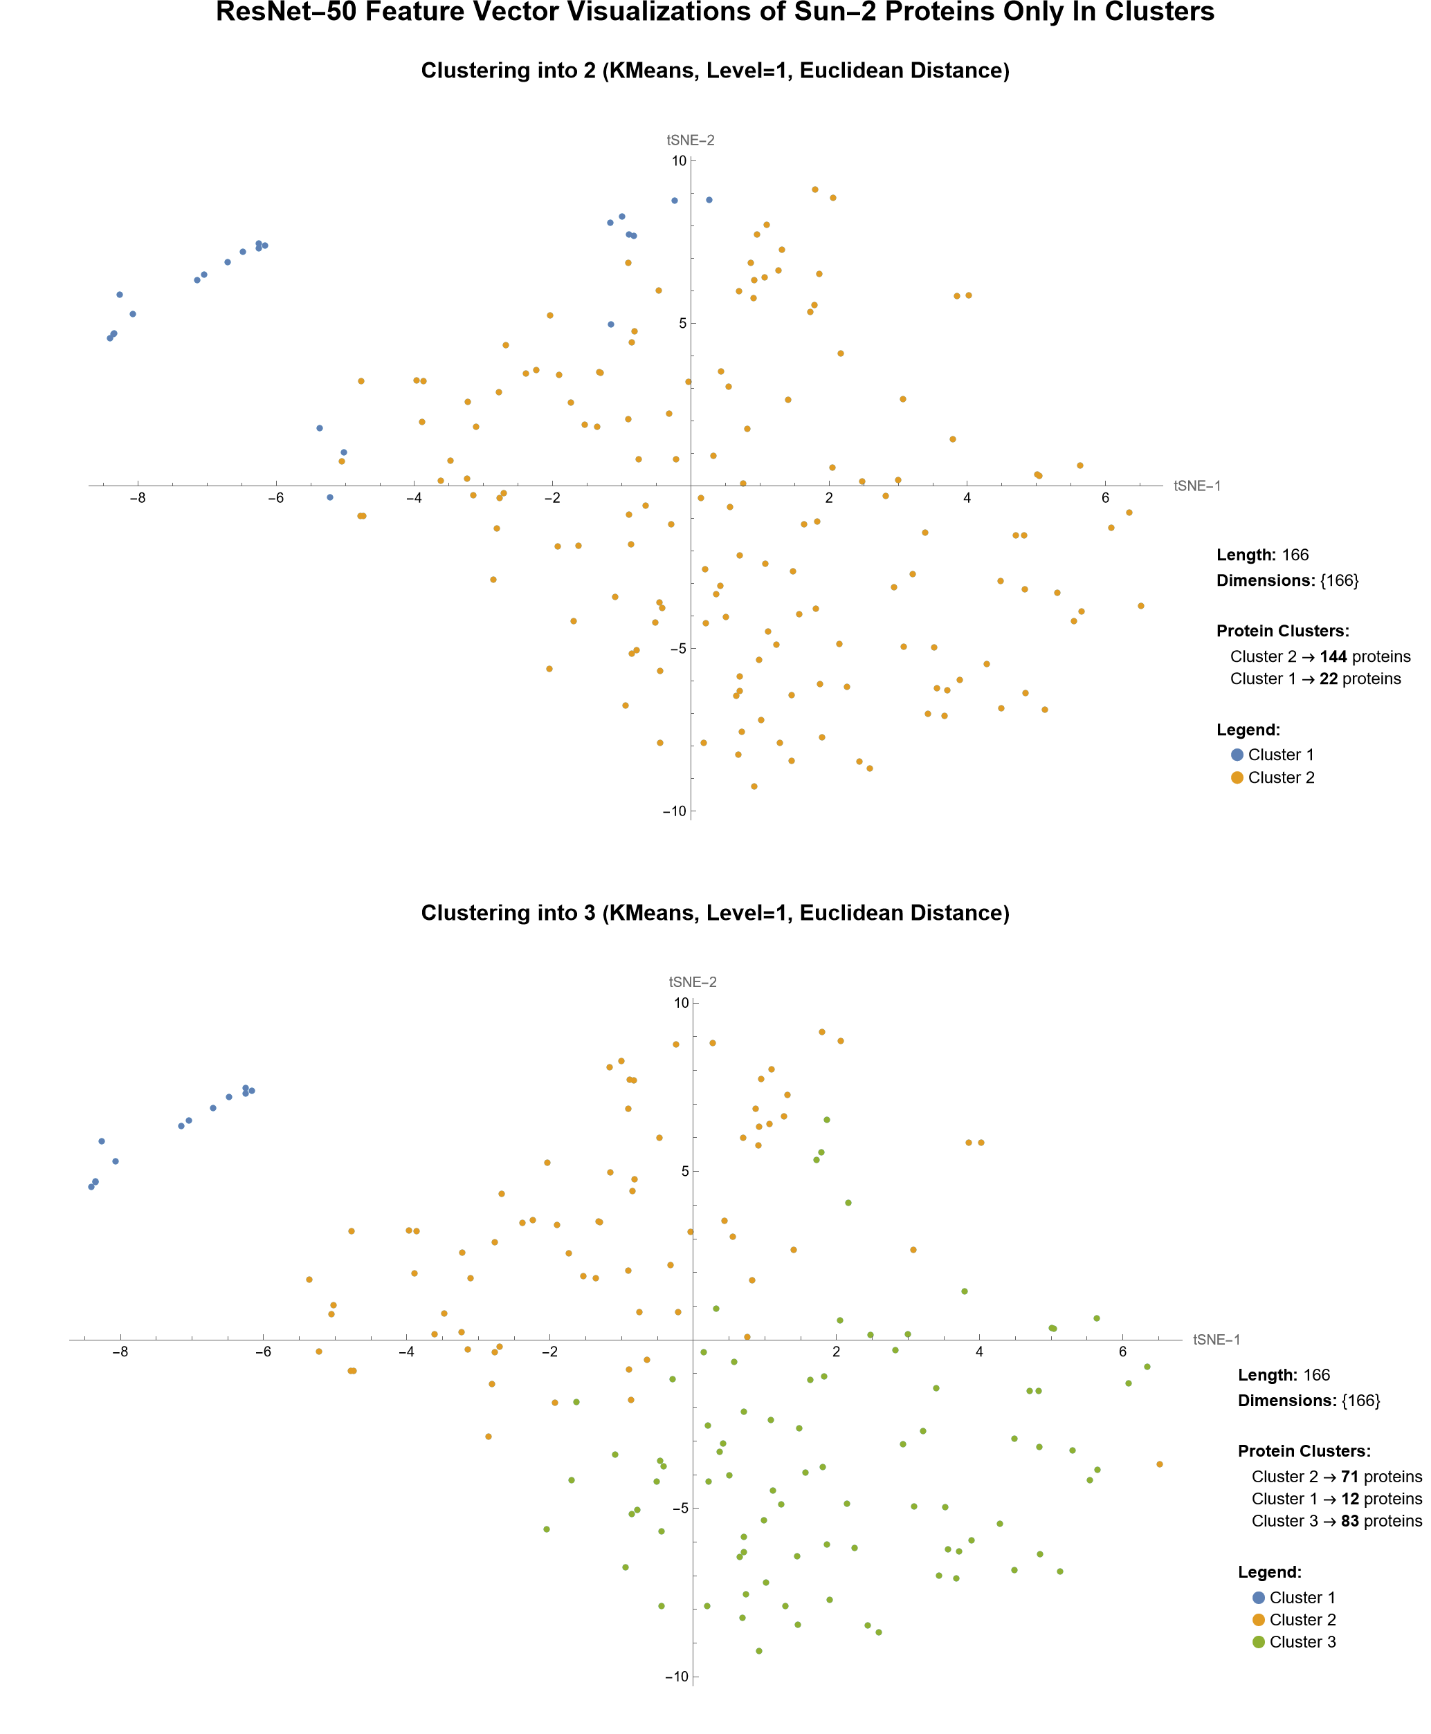 ResNet–50 Feature Vector Visualizations of Sun–2 Proteins Only In Clusters
Clustering into 2 (KMeans, Level=1, Euclidean Distance)
tSNE–2
10
5
–8 –6 –4 –2 2 4 6 tSNE–1
–5
–10
Length: 166
Dimensions: {166}
Protein Clusters:
Cluster 2 → 144 proteins
Cluster 1 → 22 proteins
Legend:
Cluster 1
Cluster 2
Clustering into 3 (KMeans, Level=1, Euclidean Distance)
tSNE–2
10
5
–8 –6 –4 –2 2 4 6 tSNE–1
–5
–10
Length: 166
Dimensions: {166}
Protein Clusters:
Cluster 2 → 71 proteins
Cluster 1 → 12 proteins
Cluster 3 → 83 proteins
Legend:
Cluster 1
Cluster 2
Cluster 3